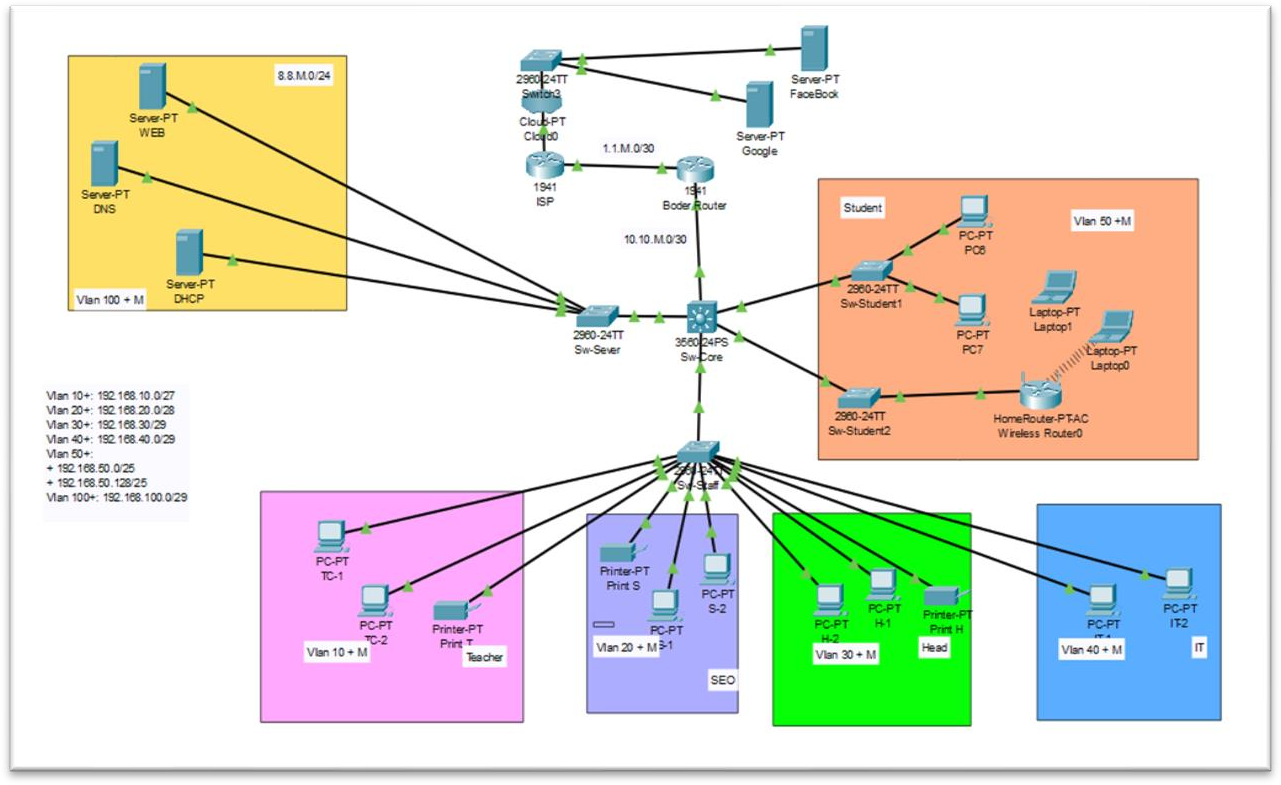 8.8.M.0/24
Server-PT
WEB
Server-PT
DNS
Server-PT
DHCP
Vlan 100 + M
2960-24TT
Switch3
Cloud-PT
Cloud0
Server-PT
FaceBook
Server-PT
Google
1941
ISP
1.1.M.0/30
1941
Boder Router
10.10.M.0/30
2960-24TT
Sw-Sever
3560-24PS
Sw-Core
Student
Vlan 50 +M
PC-PT
PC6
2960-24TT
Sw-Student1
PC-PT
PC7
Laptop-PT
Laptop1
Laptop-PT
Laptop0
2960-24TT
Sw-Student2
HomeRouter-PT-AC
Wireless Router0
Vlan 10+: 192.168.10.0/27
Vlan 20+: 192.168.20.0/28
Vlan 30+: 192.168.30/29
Vlan 40+: 192.168.40.0/29
Vlan 50+:
+ 192.168.50.0/25
+ 192.168.50.128/25
Vlan 100+: 192.168.100.0/29
2960-24TT
Sw-Staff
PC-PT
TC-1
PC-PT
TC-2
Printer-PT
Print T
Vlan 10 + M
Teacher
Printer-PT
Print S
PC-PT
S-1
PC-PT
S-2
Vlan 20 + M
SEO
PC-PT
H-2
PC-PT
H-1
Printer-PT
Print H
Vlan 30 + M
Head
PC-PT
IT-1
PC-PT
IT-2
Vlan 40 + M
IT